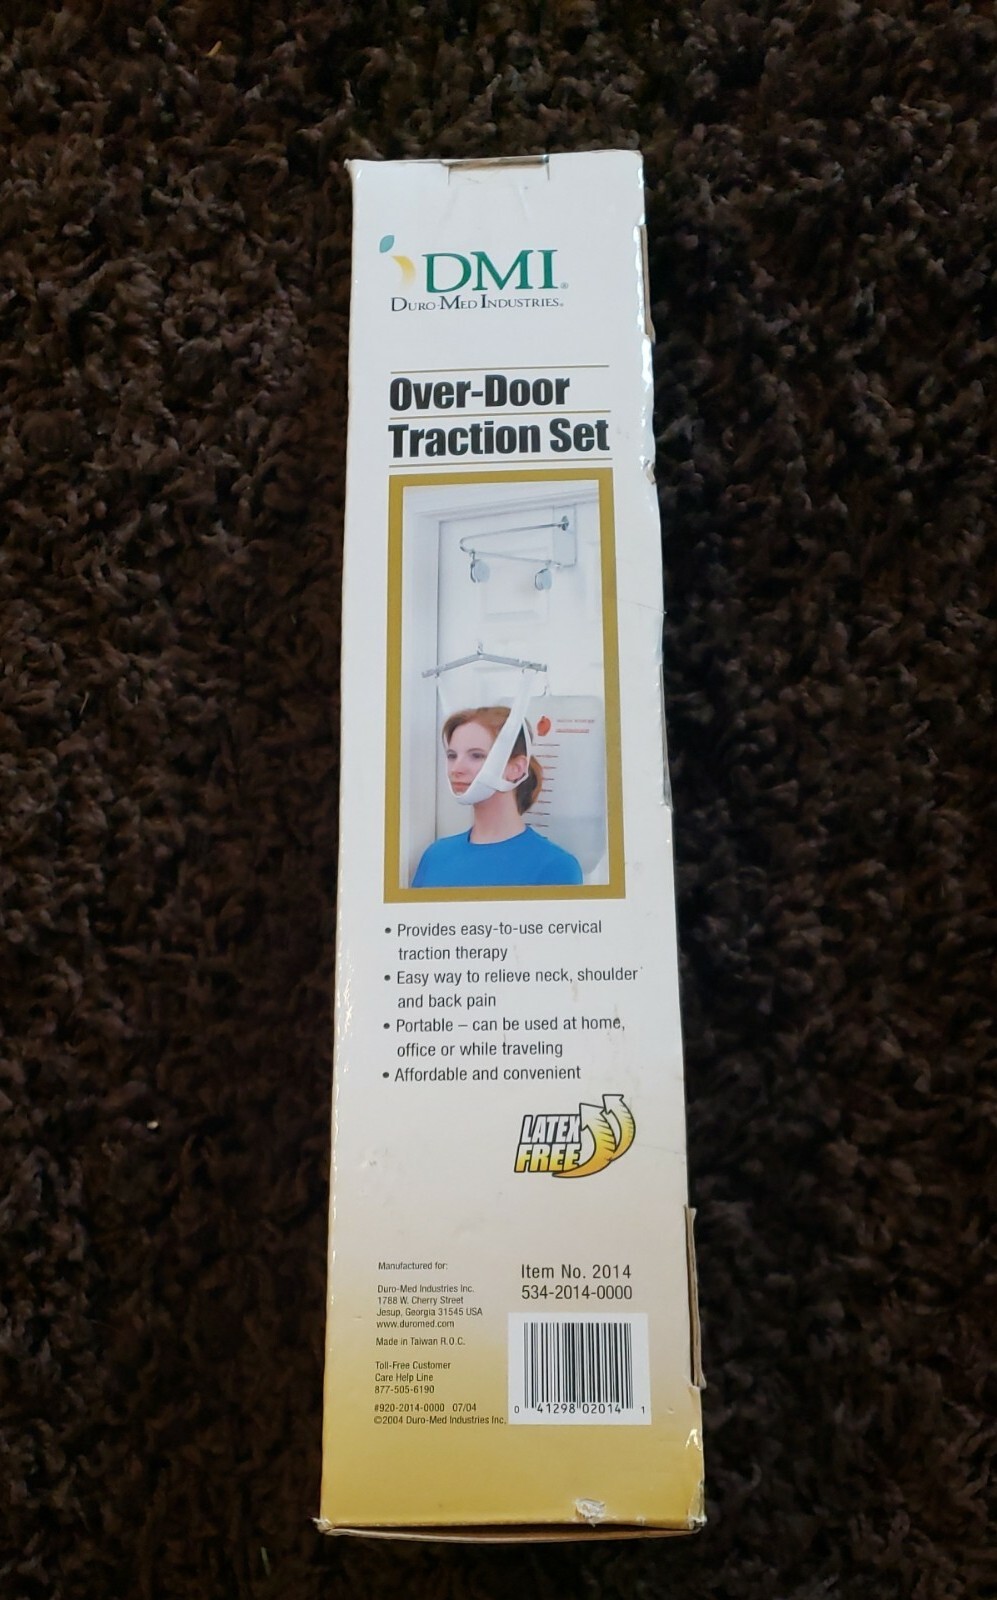 DMI®
DURO-MED INDUSTRIES®
Over-Door
Traction Set
• Provides easy-to-use cervical
traction therapy
• Easy way to relieve neck, shoulder
and back pain
• Portable – can be used at home,
office or while traveling
• Affordable and convenient
LATEX
FREE
Manufactured for:
Duro-Med Industries Inc.
1788 W. Cherry Street
Jesup, Georgia 31545 USA
www.duromed.com
Made in Taiwan R.O.C.
Toll-Free Customer
Care Help Line
877-505-6190
#920-2014-0000 07/04
©2004 Duro-Med Industries Inc.
Item No. 2014
534-2014-0000
0 41298 02014 1